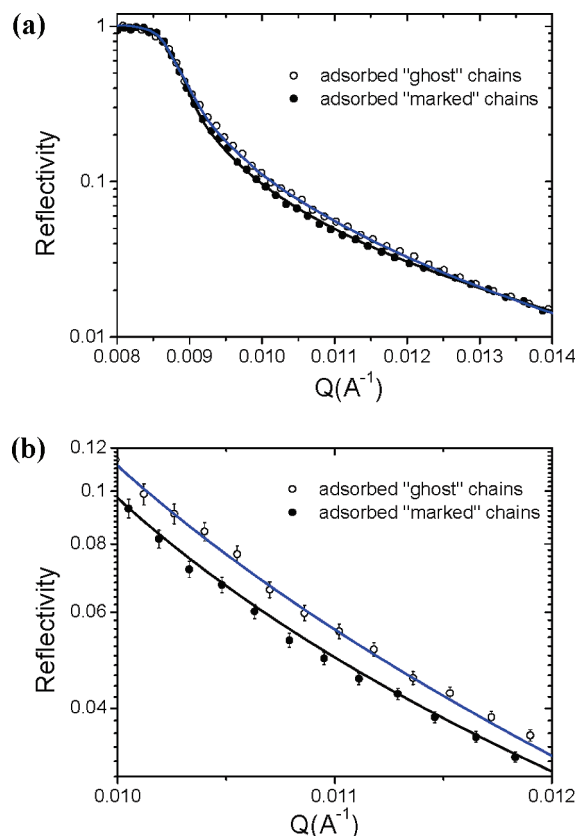 (a)
1
adsorbed "ghost" chains
adsorbed "marked" chains
Reflectivity
0.1
0.01
0.008 0.009 0.010 0.011 0.012 0.013 0.014
Q(A⁻¹)
(b)
0.12
adsorbed "ghost" chains
0.1
adsorbed "marked" chains
0.08
Reflectivity
0.06
0.04
0.010 0.011 0.012
Q(A⁻¹)